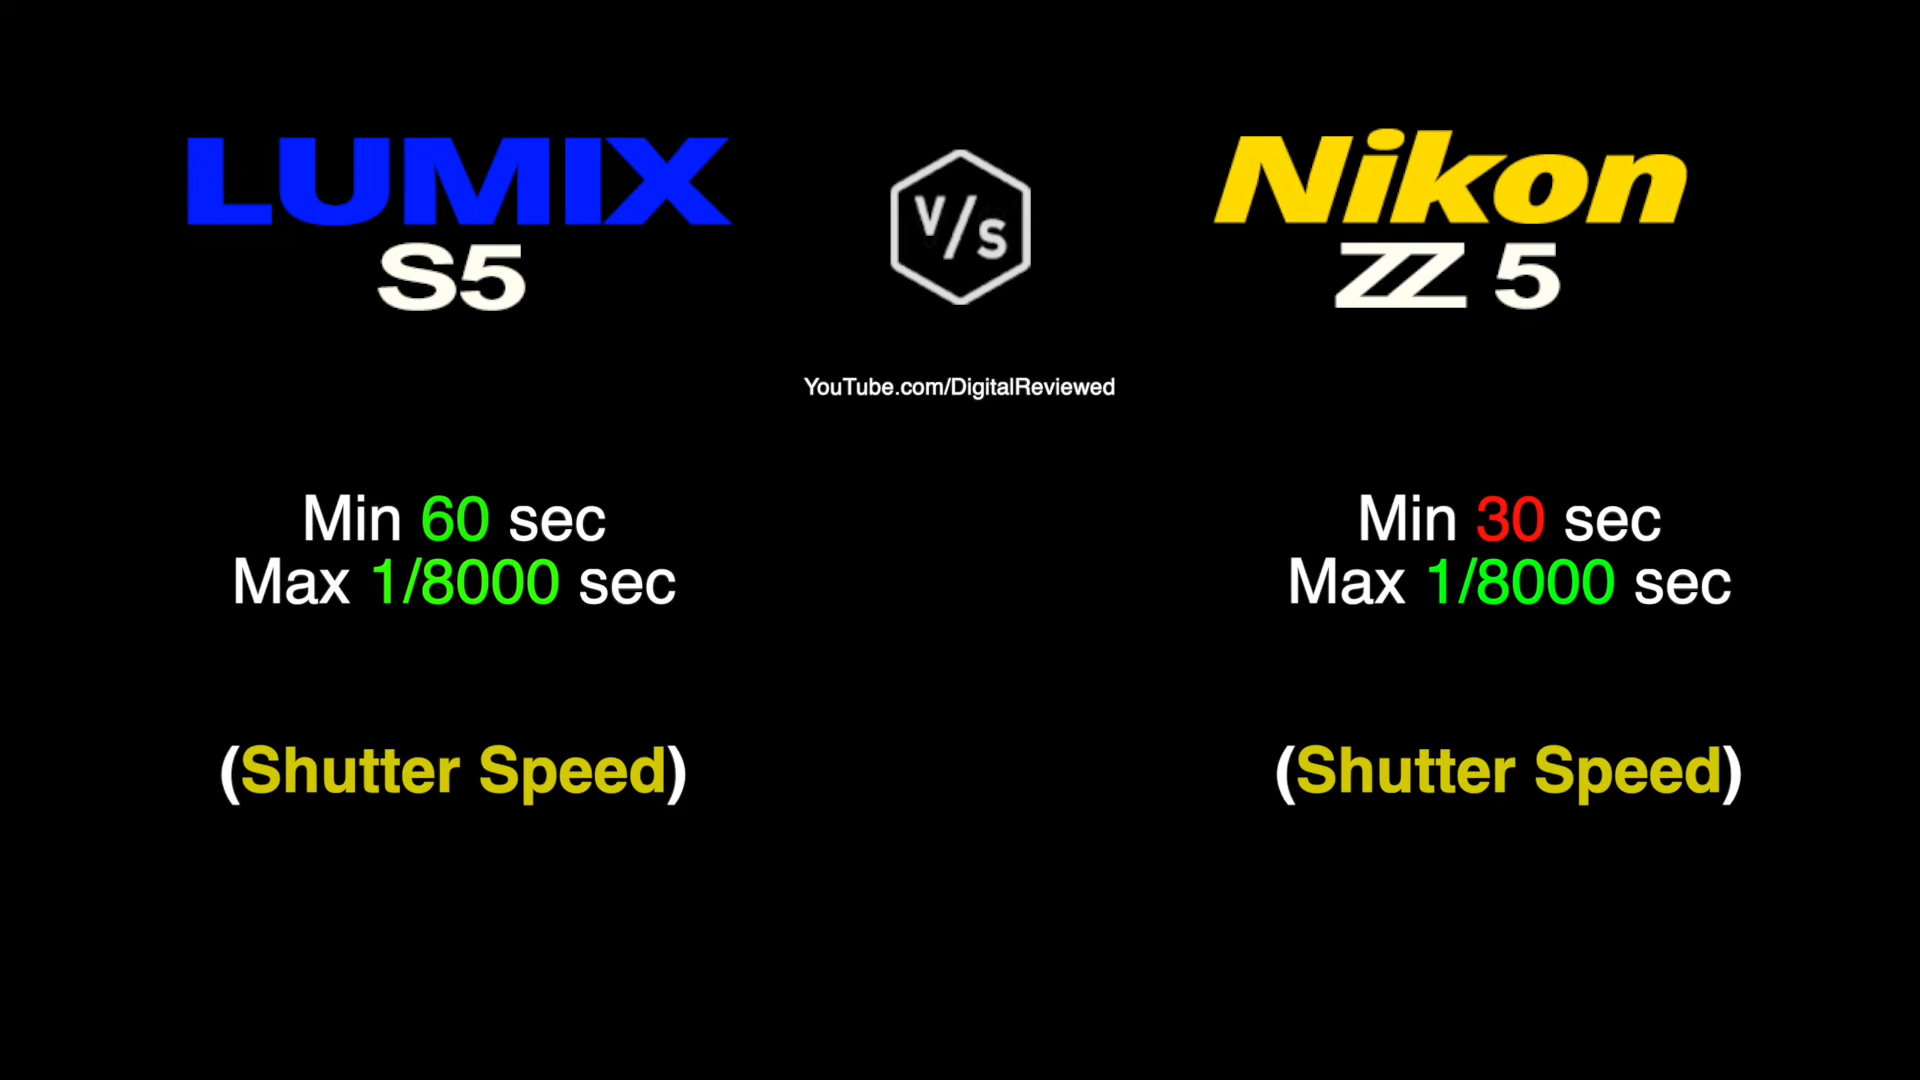 LUMIX
S5
V/S
Nikon
Z 5
YouTube.com/DigitalReviewed
Min 60 sec
Max 1/8000 sec
Min 30 sec
Max 1/8000 sec
(Shutter Speed)
(Shutter Speed)